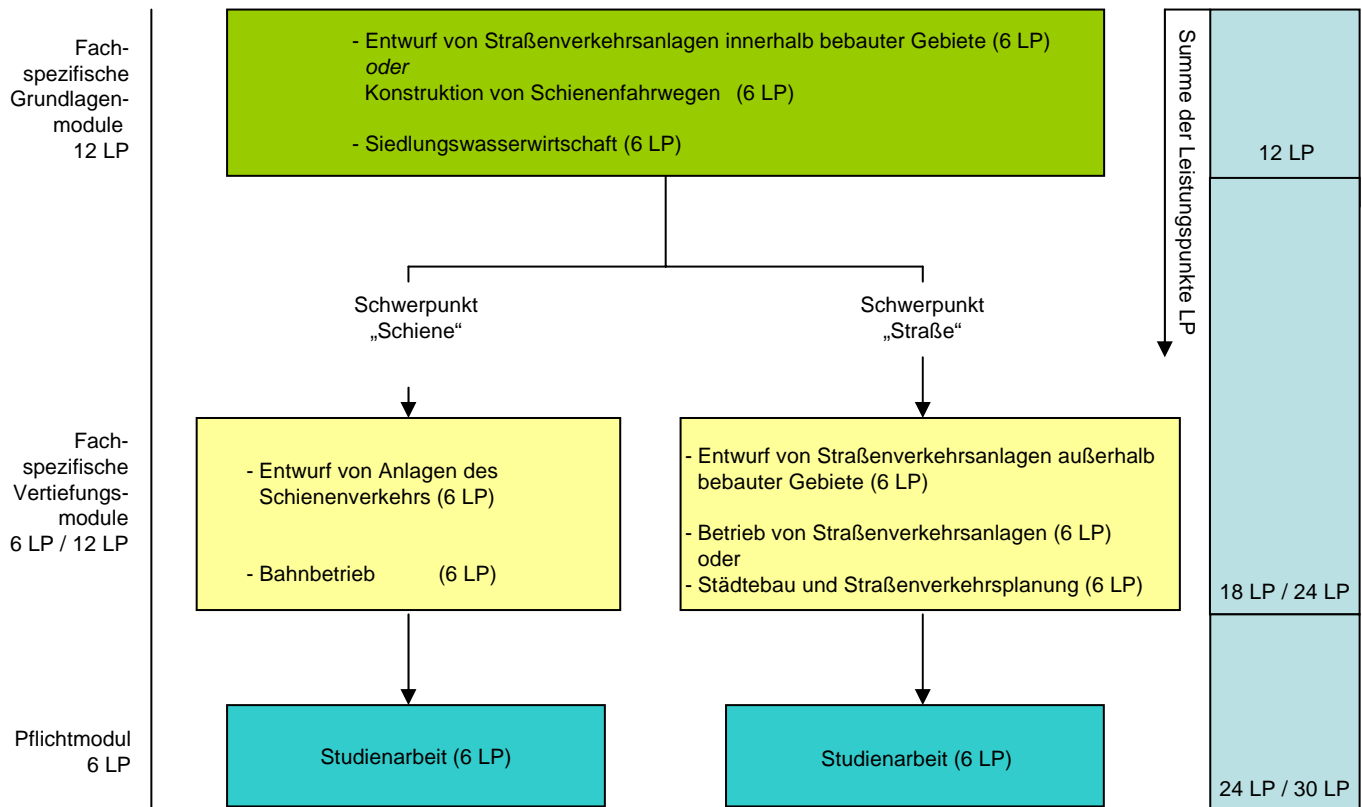 Fach-
spezifische
Grundlagen-
module
12 LP
- Entwurf von Straßenverkehrsanlagen innerhalb bebauter Gebiete (6 LP)
oder
Konstruktion von Schienenfahrwegen (6 LP)
- Siedlungswasserwirtschaft (6 LP)
Summe der Leistungspunkte LP
12 LP
Schwerpunkt
„Schiene“
Schwerpunkt
„Straße“
Fach-
spezifische
Vertiefungs-
module
6 LP / 12 LP
- Entwurf von Anlagen des
Schienenverkehrs (6 LP)
- Bahnbetrieb (6 LP)
- Entwurf von Straßenverkehrsanlagen außerhalb
bebauter Gebiete (6 LP)
- Betrieb von Straßenverkehrsanlagen (6 LP)
oder
- Städtebau und Straßenverkehrsplanung (6 LP)
18 LP / 24 LP
Pflichtmodul
6 LP
Studienarbeit (6 LP)
Studienarbeit (6 LP)
24 LP / 30 LP